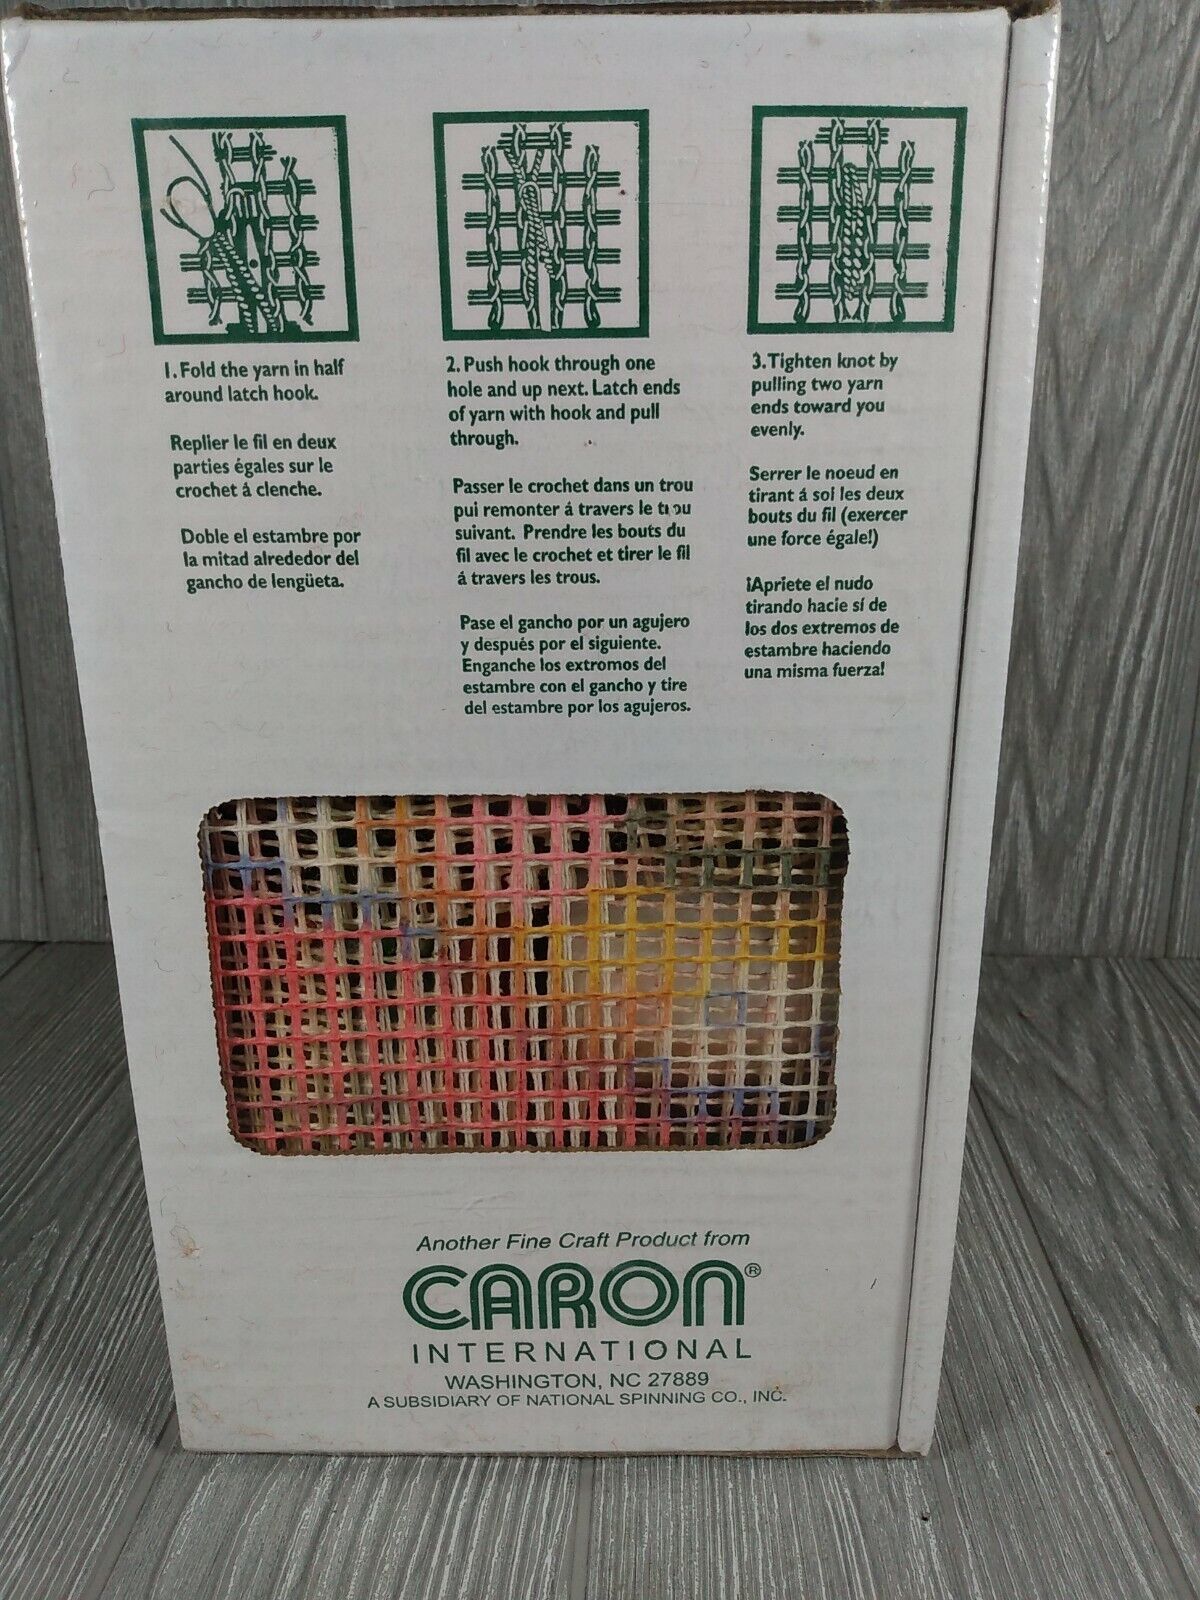 1. Fold the yarn in half
around latch hook.
Replier le fil en deux
parties égales sur le
crochet á clenche.
Doble el estambre por
la mitad alrededor del
gancho de lengüeta.
2. Push hook through one
hole and up next. Latch ends
of yarn with hook and pull
through.
Passer le crochet dans un trou
pui remonter á travers le trou
suivant. Prendre les bouts du
fil avec le crochet et tirer le fil
á travers les trous.
Pase el gancho por un agujero
y después por el siguiente.
Enganche los extromos del
estambre con el gancho y tire
del estambre por los agujeros.
3. Tighten knot by
pulling two yarn
ends toward you
evenly.
Serrer le noeud en
tirant á soi les deux
bouts du fil (exercer
une force égale!)
¡Apriete el nudo
tirando hacie sí de
los dos extremos de
estambre haciendo
una misma fuerza!
Another Fine Craft Product from
CARON®
INTERNATIONAL
WASHINGTON, NC 27889
A SUBSIDIARY OF NATIONAL SPINNING CO., INC.